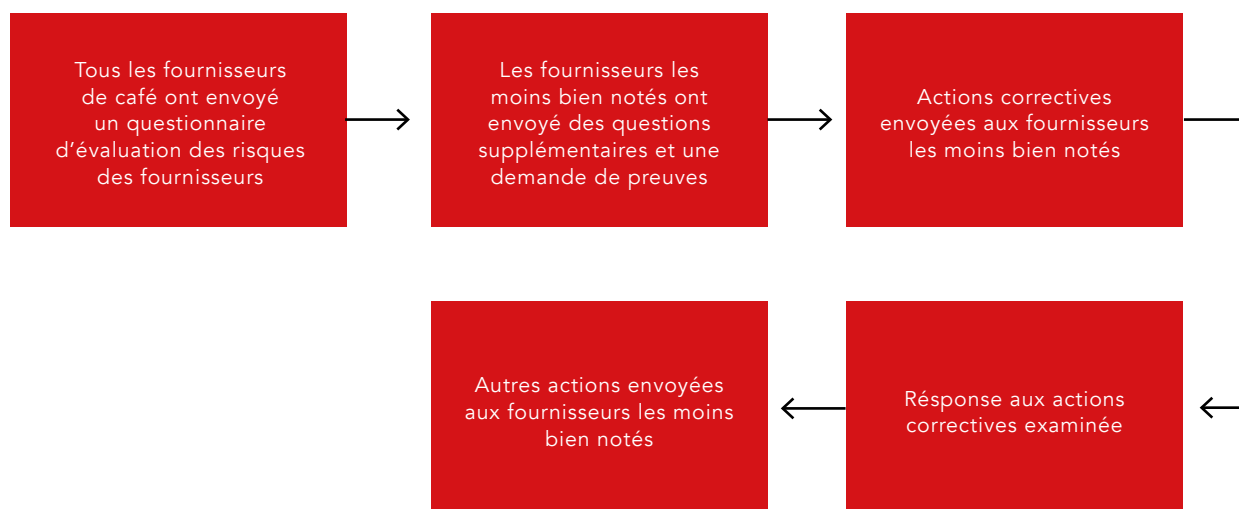 Tous les fournisseurs
de café ont envoyé
un questionnaire
d’évaluation des risques
des fournisseurs
Les fournisseurs les
moins bien notés ont
envoyé des questions
supplémentaires et une
demande de preuves
Actions correctives
envoyées aux fournisseurs
les moins bien notés
Résponse aux actions
correctives examinée
Autres actions envoyées
aux fournisseurs les moins
bien notés